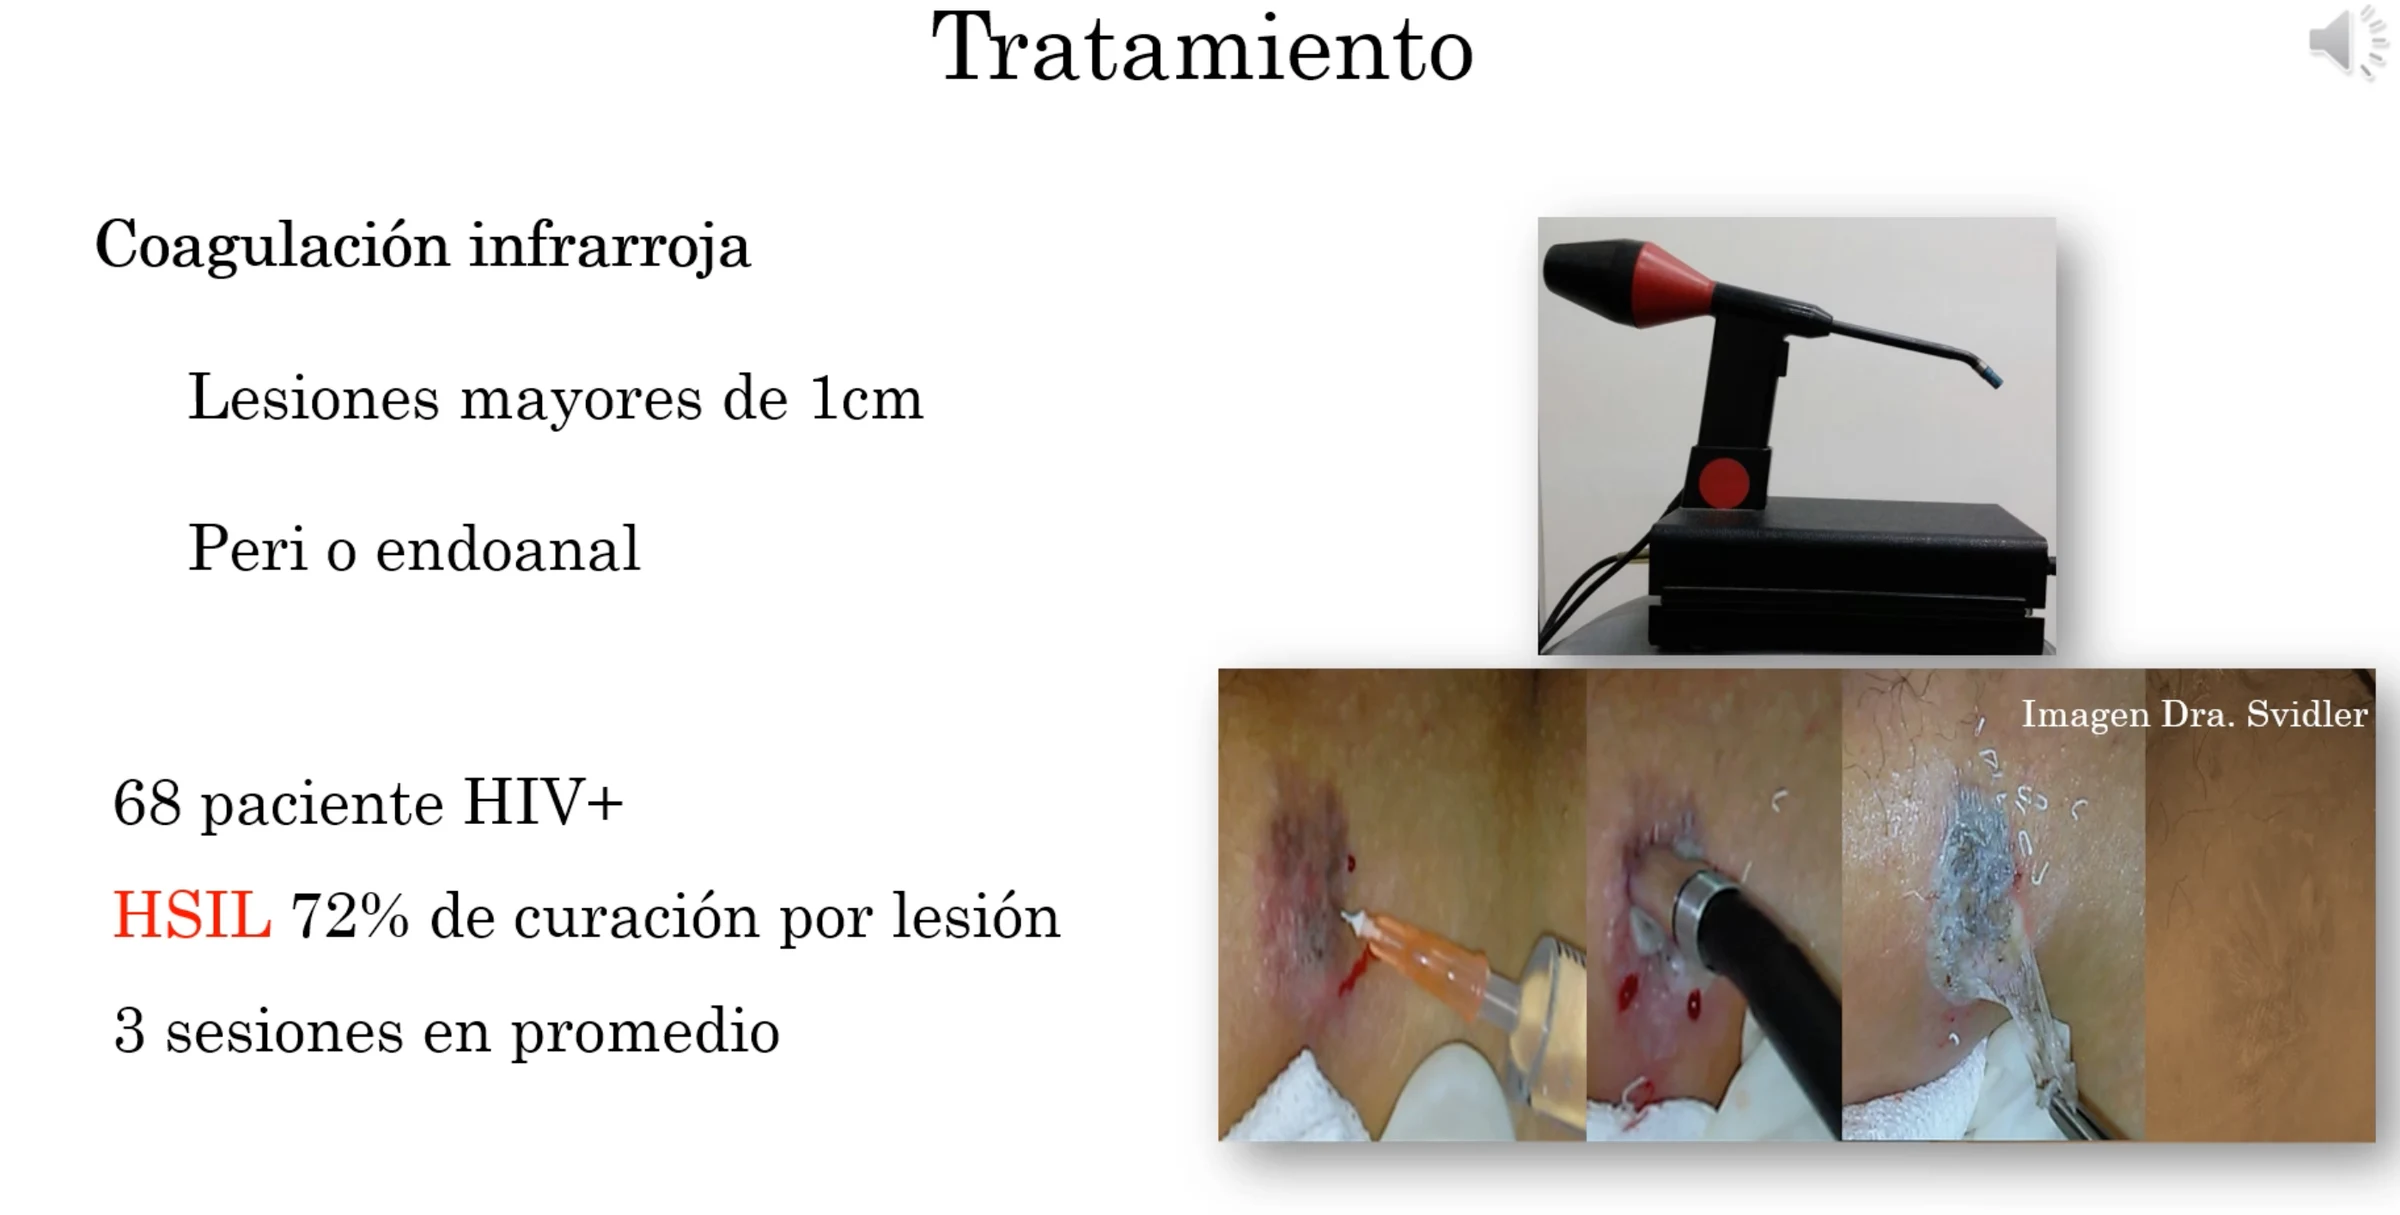 Tratamiento
Coagulación infrarroja
Lesiones mayores de 1cm
Peri o endoanal
68 paciente HIV+
HSIL 72% de curación por lesión
3 sesiones en promedio
Imagen Dra. Svidler